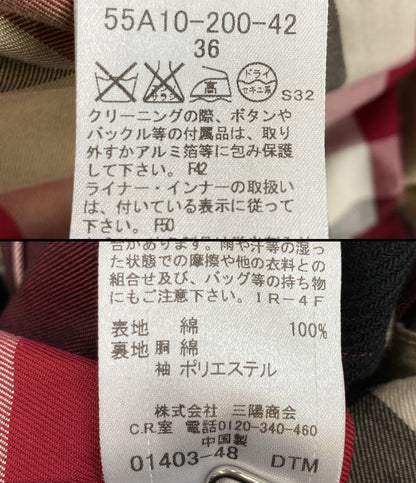 55A10-200-42
36
エンソ
サラシ
高
ドライ
セキユ系
S32
クリーニングの際、ボタンや
バックル等の付属品は、取り
外すかアルミ箔等に包み保護
して下さい。F42
ライナー・インナーの取扱い
は、付いている表示に従って
下さい。F50
合があります。雨や汗等の湿っ
た状態での摩擦や他の衣料との
組合せ及び、バッグ等の持ち物
にもご注意下さい。IR-4F
表地 綿 100%
裏地 胴 綿
袖 ポリエステル
株式会社 三陽商会
C.R室 電話0120-340-460
中国製
01403-48 DTM